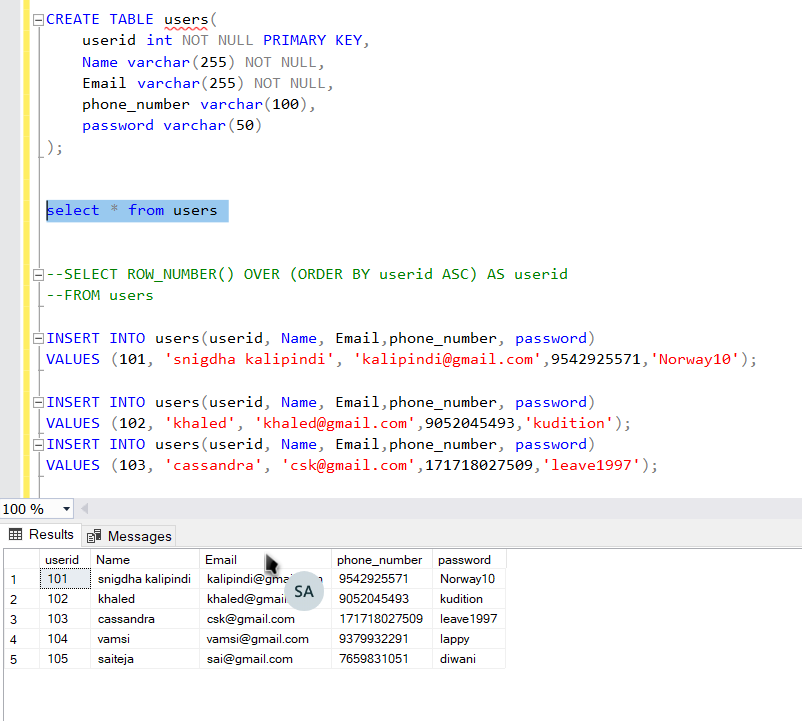 CREATE TABLE users(
userid int NOT NULL PRIMARY KEY,
Name varchar(255) NOT NULL,
Email varchar(255) NOT NULL,
phone_number varchar(100),
password varchar(50)
);
select * from users
--SELECT ROW_NUMBER() OVER (ORDER BY userid ASC) AS userid
--FROM users
INSERT INTO users(userid, Name, Email,phone_number, password)
VALUES (101, 'snigdha kalipindi', 'kalipindi@gmail.com',9542925571,'Norway10');
INSERT INTO users(userid, Name, Email,phone_number, password)
VALUES (102, 'khaled', 'khaled@gmail.com',9052045493,'kudition');
INSERT INTO users(userid, Name, Email,phone_number, password)
VALUES (103, 'cassandra', 'csk@gmail.com',171718027509,'leave1997');
100 %
Results Messages
userid Name Email phone_number password
1 101 snigdha kalipindi 9542925571 Norway10
2 102 khaled 9052045493 kudition
SA
3 103 cassandra csk@gmail.com 171718027509 leave1997
4 104 vamsi vamsi@gmail.com 9379932291 lappy
5 105 saiteja sai@gmail.com 7659831051 diwani